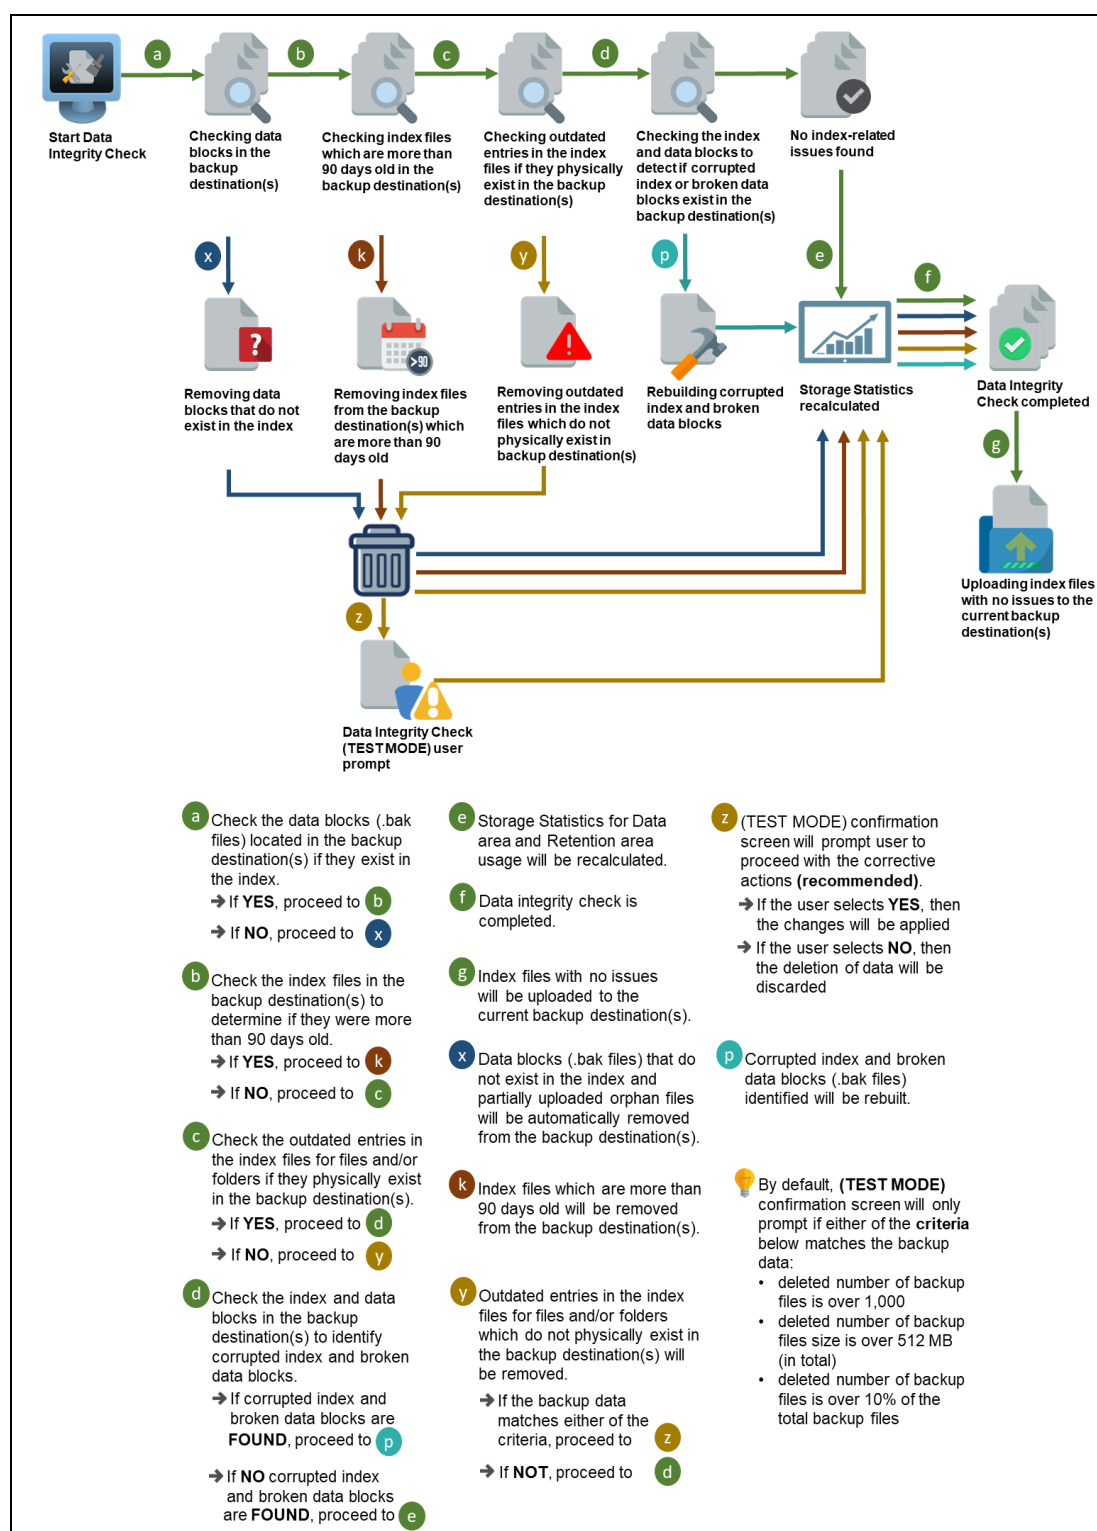 a
b
c
d
Start Data
Integrity Check
Checking data
blocks in the
backup
destination(s)
Checking index files
which are more than
90 days old in the
backup destination(s)
Checking outdated
entries in the index
files if they physically
exist in the backup
destination(s)
Checking the index
and data blocks to
detect if corrupted
index or broken data
blocks exist in the
backup destination(s)
No index-related
issues found
x
k
y
p
e
f
?
>90
Removing data
blocks that do not
exist in the index
Removing index files
from the backup
destination(s) which
are more than 90
days old
Removing outdated
entries in the index
files which do not
physically exist in
backup destination(s)
Rebuilding corrupted
index and broken
data blocks
Storage Statistics
recalculated
Data Integrity
Check completed
g
Uploading index files
with no issues to the
current backup
destination(s)
z
Data Integrity Check
(TEST MODE) user
prompt
a Check the data blocks (.bak
files) located in the backup
destination(s) if they exist in
the index.
➔ If YES, proceed to b
➔ If NO, proceed to x
b Check the index files in the
backup destination(s) to
determine if they were more
than 90 days old.
➔ If YES, proceed to k
➔ If NO, proceed to c
c Check the outdated entries in
the index files for files and/or
folders if they physically exist
in the backup destination(s).
➔ If YES, proceed to d
➔ If NO, proceed to y
d Check the index and data
blocks in the backup
destination(s) to identify
corrupted index and broken
data blocks.
➔ If corrupted index and
broken data blocks are
FOUND, proceed to p
➔ If NO corrupted index
and broken data blocks
are FOUND, proceed to e
e Storage Statistics for Data
area and Retention area
usage will be recalculated.
f Data integrity check is
completed.
g Index files with no issues
will be uploaded to the
current backup destination(s).
x Data blocks (.bak files) that do
not exist in the index and
partially uploaded orphan files
will be automatically removed
from the backup destination(s).
k Index files which are more than
90 days old will be removed
from the backup destination(s).
y Outdated entries in the index
files for files and/or folders
which do not physically exist in
the backup destination(s) will
be removed.
➔ If the backup data
matches either of the
criteria, proceed to z
➔ If NOT, proceed to d
z (TEST MODE) confirmation
screen will prompt user to
proceed with the corrective
actions (recommended).
➔ If the user selects YES, then
the changes will be applied
➔ If the user selects NO, then
the deletion of data will be
discarded
p Corrupted index and broken
data blocks (.bak files)
identified will be rebuilt.
By default, (TEST MODE)
confirmation screen will only
prompt if either of the criteria
below matches the backup
data:
• deleted number of backup
files is over 1,000
• deleted number of backup
files size is over 512 MB
(in total)
• deleted number of backup
files is over 10% of the
total backup files